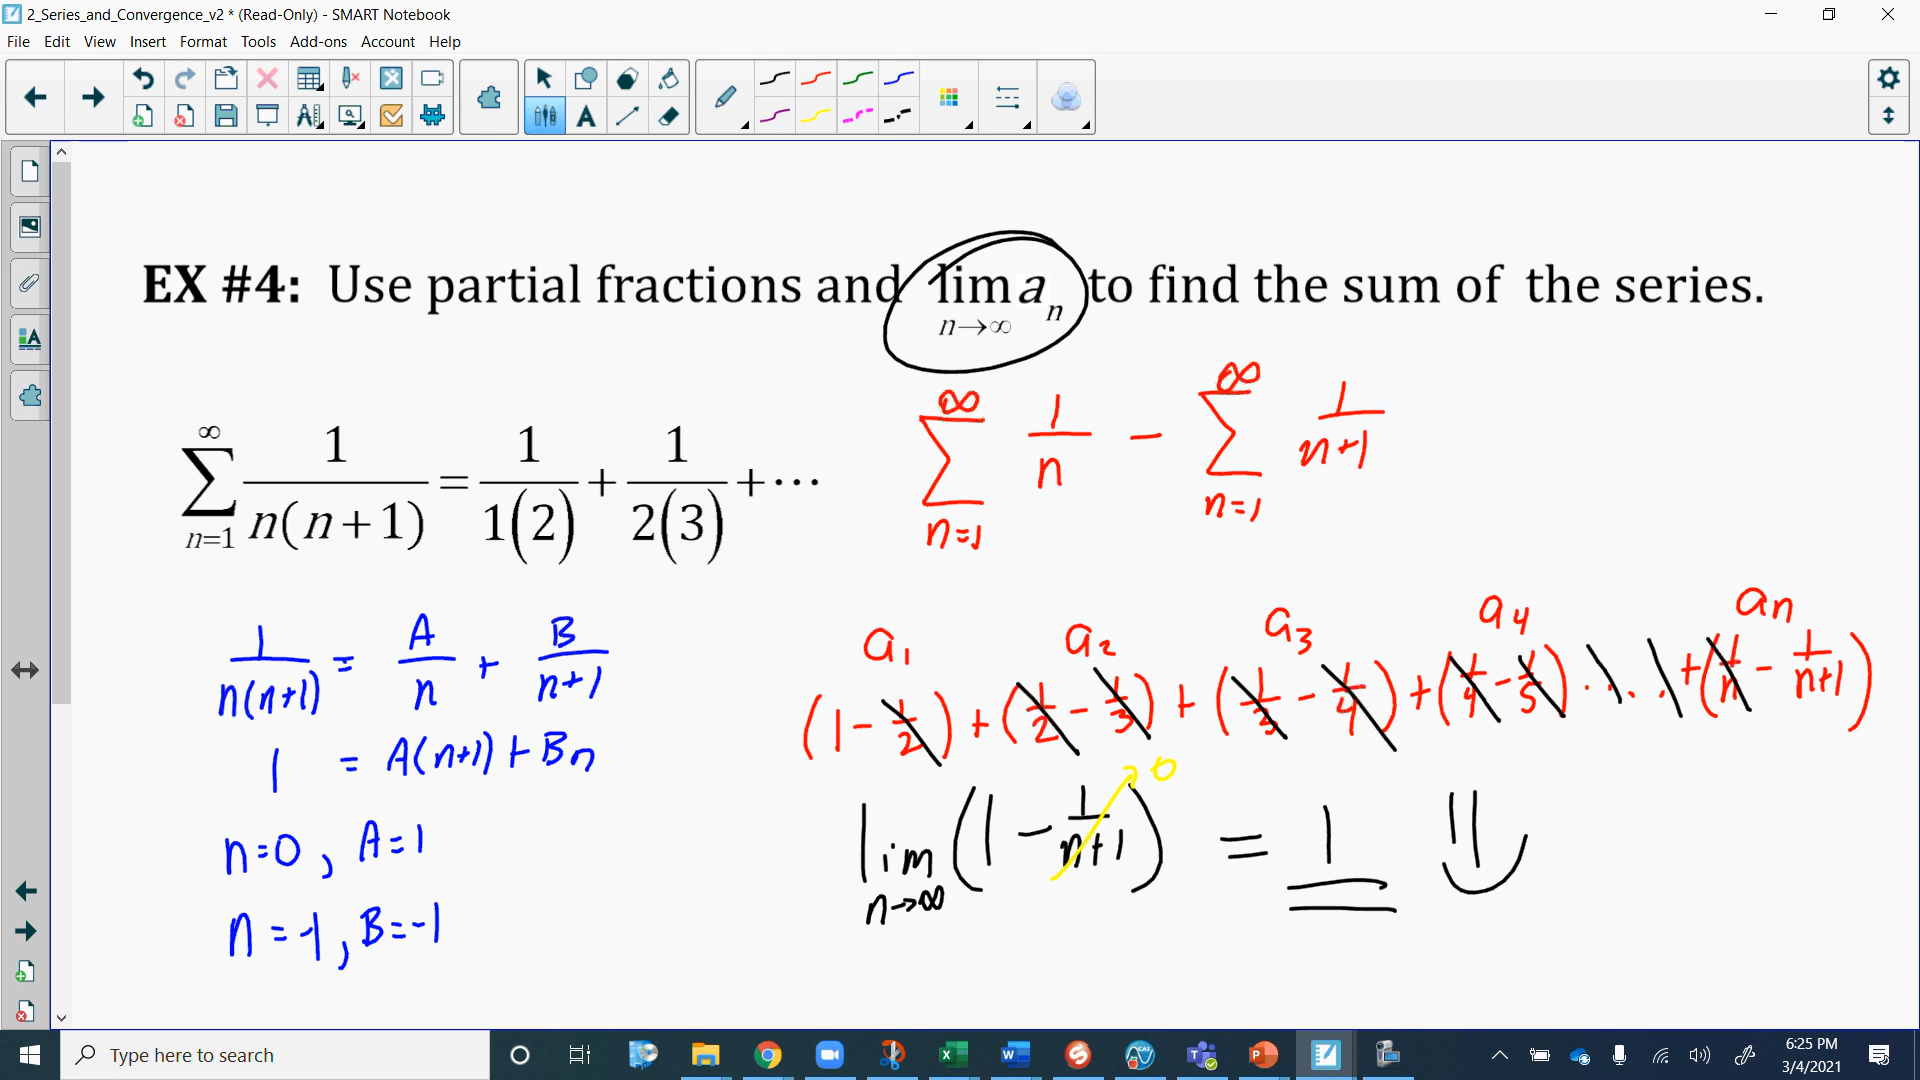 2_Series_and_Convergence_v2 * (Read-Only) - SMART Notebook
File Edit View Insert Format Tools Add-ons Account Help
EX #4: Use partial fractions and lim a_n to find the sum of the series.
n→∞
∞
∑ 1/n(n+1) = 1/1(2) + 1/2(3) + ⋯
n=1
∞ ∞
∑ 1/n - ∑ 1/n+1
n=1 n=1
1/n(n+1) = A/n + B/n+1
1 = A(n+1) + Bn
n=0, A=1
n=-1, B=-1
a₁ a₂ a₃ a₄ aₙ
(1 - 1/2) + (1/2 - 1/3) + (1/3 - 1/4) + (1/4 - 1/5) ... . + (1/n - 1/n+1)
lim (1 - 1/n+1) = 1
n→∞
0
Type here to search
6:25 PM
3/4/2021